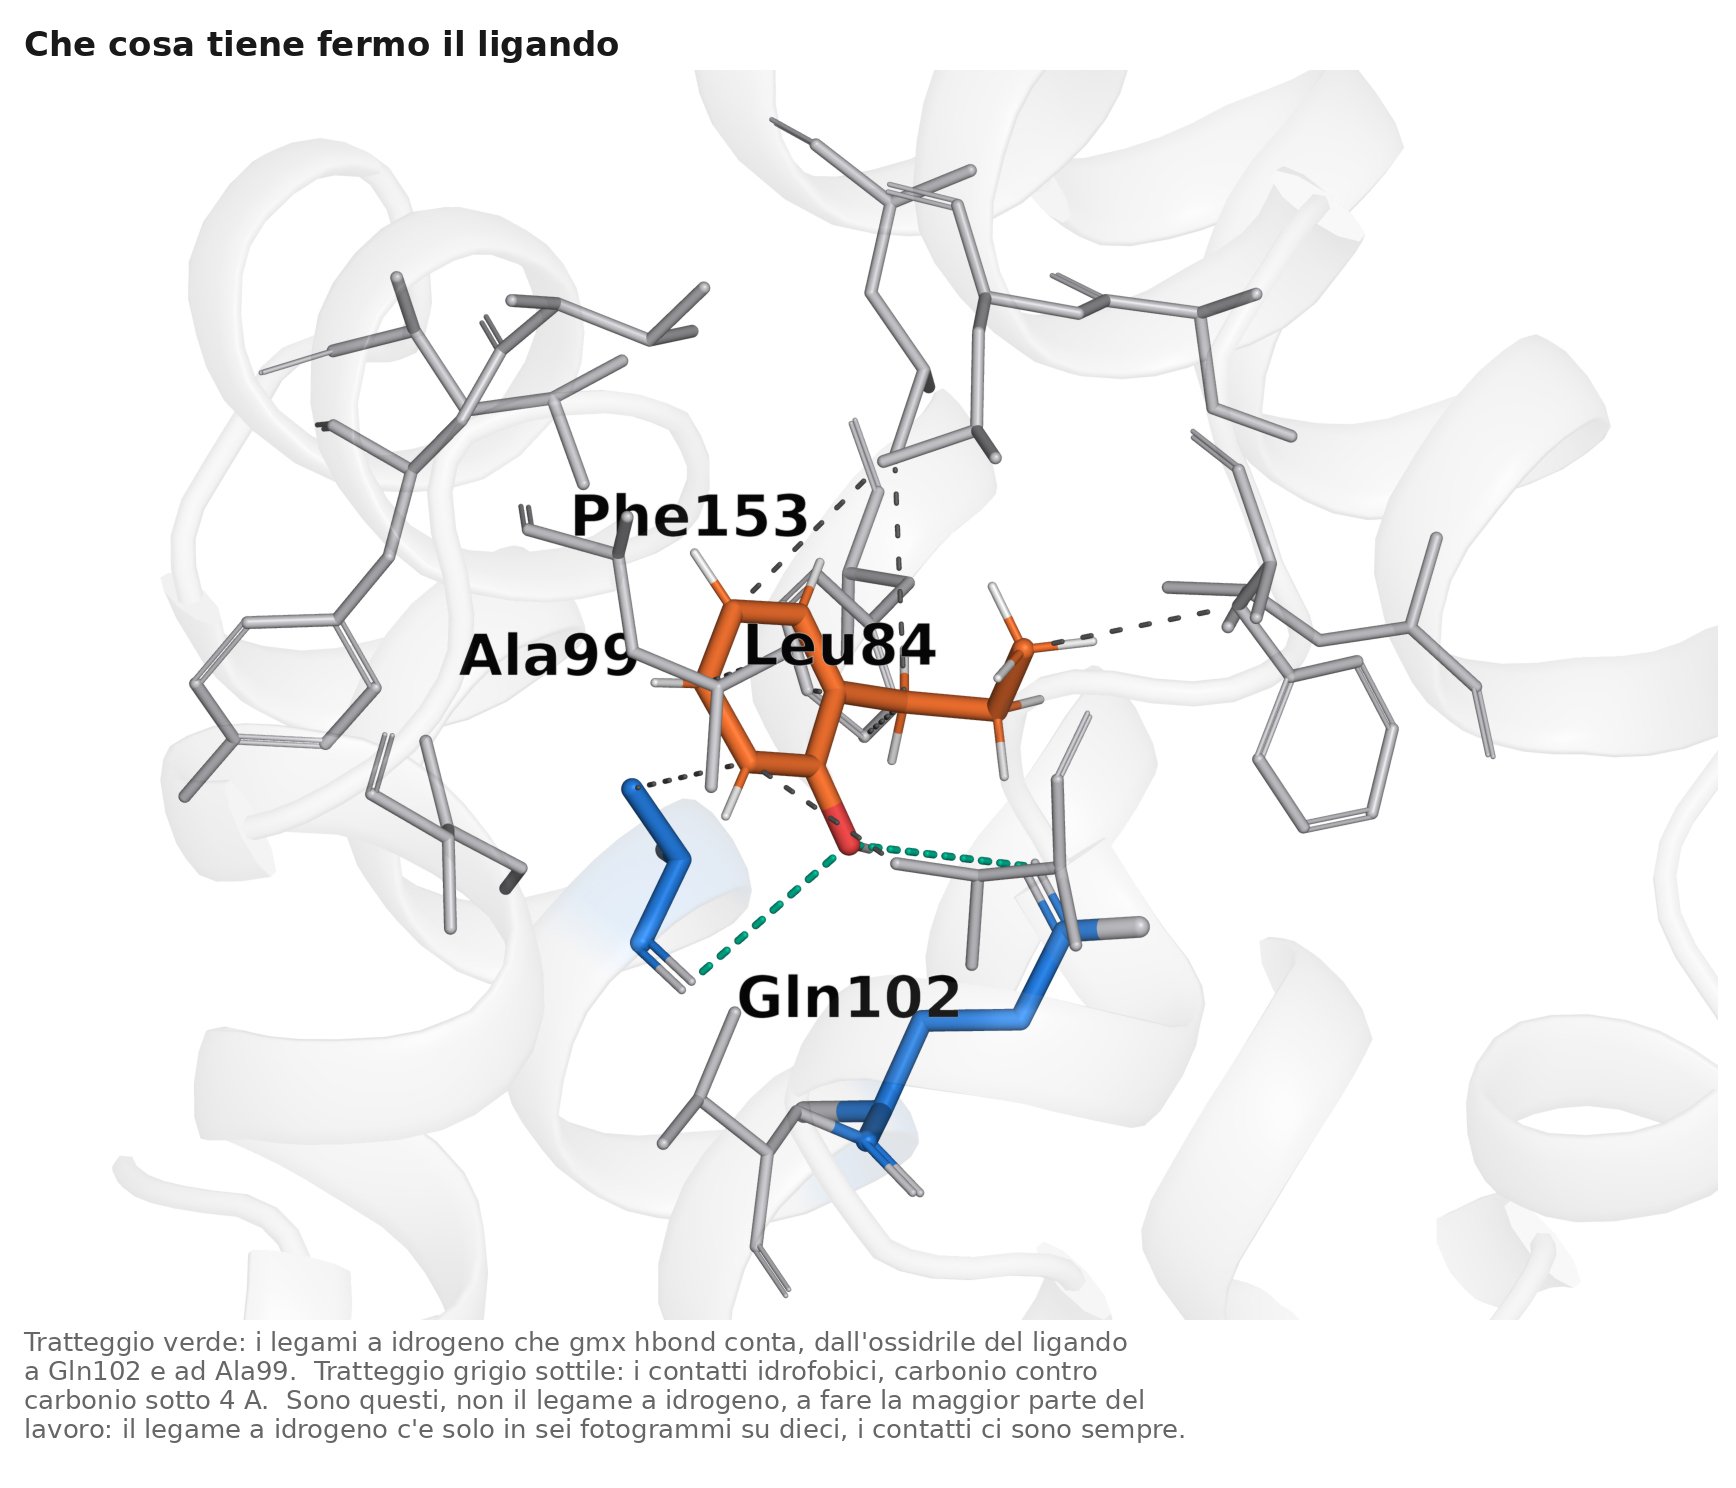 Che cosa tiene fermo il ligando
Phe153
Ala99
Leu84
Gln102
Tratteggio verde: i legami a idrogeno che gmx hbond conta, dall'ossidrile del ligando
a Gln102 e ad Ala99.  Tratteggio grigio sottile: i contatti idrofobici, carbonio contro
carbonio sotto 4 A.  Sono questi, non il legame a idrogeno, a fare la maggior parte del
lavoro: il legame a idrogeno c'e solo in sei fotogrammi su dieci, i contatti ci sono sempre.